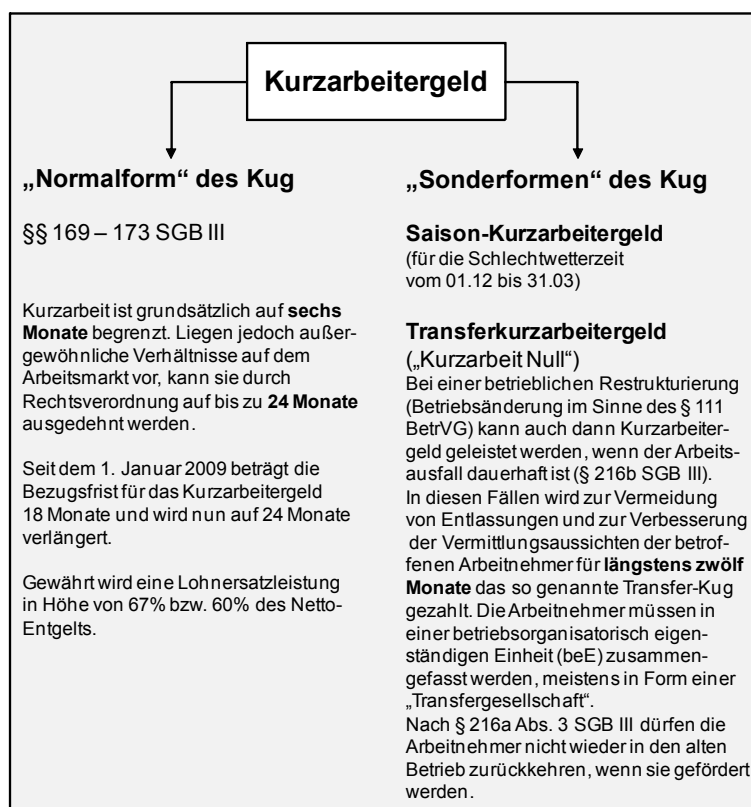 Kurzarbeitergeld
„Normalform“ des Kug
§§ 169 – 173 SGB III
Kurzarbeit ist grundsätzlich auf sechs
Monate begrenzt. Liegen jedoch außer-
gewöhnliche Verhältnisse auf dem
Arbeitsmarkt vor, kann sie durch
Rechtsverordnung auf bis zu 24 Monate
ausgedehnt werden.
Seit dem 1. Januar 2009 beträgt die
Bezugsfrist für das Kurzarbeitergeld
18 Monate und wird nun auf 24 Monate
verlängert.
Gewährt wird eine Lohnersatzleistung
in Höhe von 67% bzw. 60% des Netto-
Entgelts.
„Sonderformen“ des Kug
Saison-Kurzarbeitergeld
(für die Schlechtwetterzeit
vom 01.12 bis 31.03)
Transferkurzarbeitergeld
(„Kurzarbeit Null“)
Bei einer betrieblichen Restrukturierung
(Betriebsänderung im Sinne des § 111
BetrVG) kann auch dann Kurzarbeiter-
geld geleistet werden, wenn der Arbeits-
ausfall dauerhaft ist (§ 216b SGB III).
In diesen Fällen wird zur Vermeidung
von Entlassungen und zur Verbesserung
der Vermittlungsaussichten der betrof-
fenen Arbeitnehmer für längstens zwölf
Monate das so genannte Transfer-Kug
gezahlt. Die Arbeitnehmer müssen in
einer betriebsorganisatorisch eigen-
ständigen Einheit (beE) zusammen-
gefasst werden, meistens in Form einer
„Transfergesellschaft“.
Nach § 216a Abs. 3 SGB III dürfen die
Arbeitnehmer nicht wieder in den alten
Betrieb zurückkehren, wenn sie gefördert
werden.